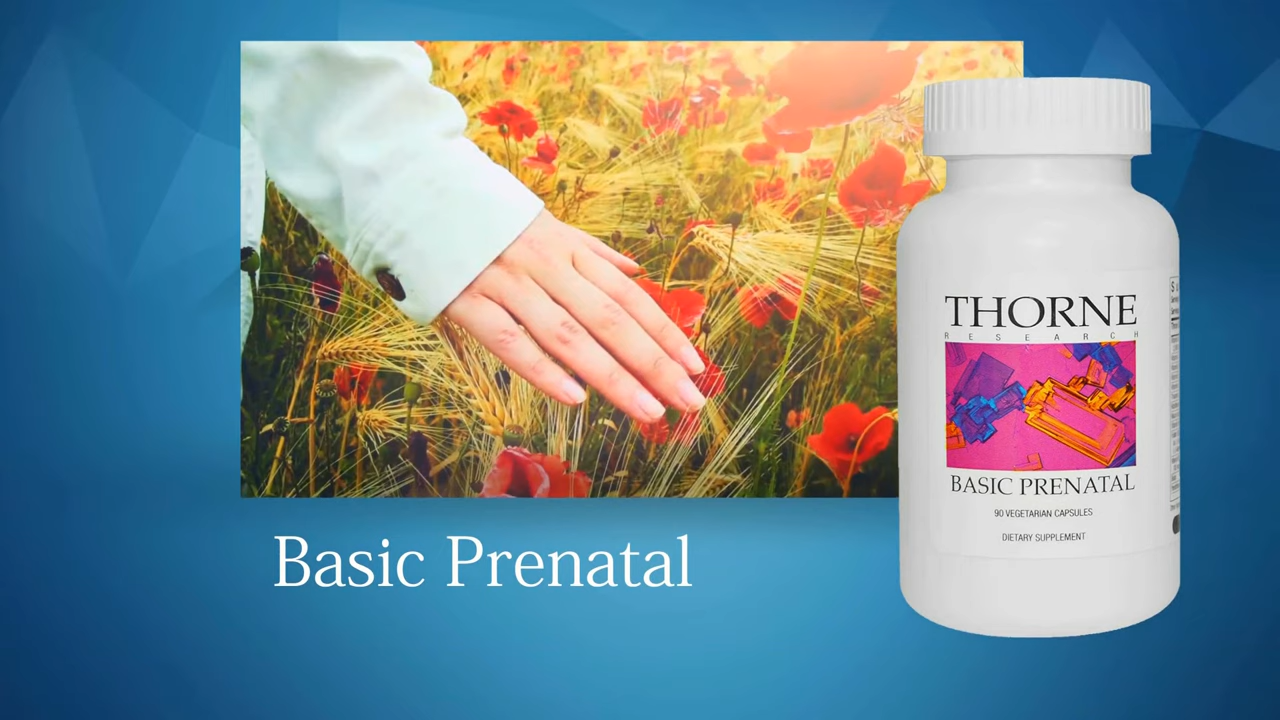 Basic Prenatal
THORNE
RESEARCH
BASIC PRENATAL
90 VEGETARIAN CAPSULES
DIETARY SUPPLEMENT